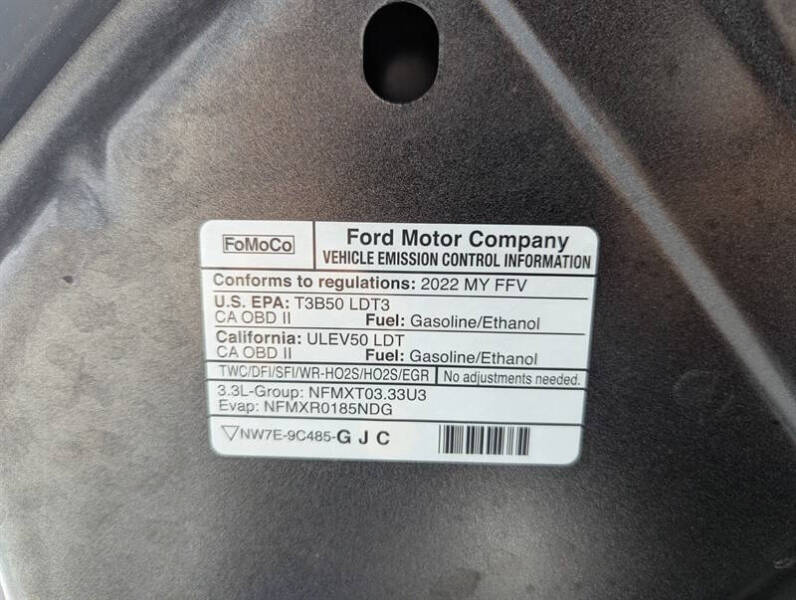 FoMoCo
Ford Motor Company
VEHICLE EMISSION CONTROL INFORMATION
Conforms to regulations: 2022 MY FFV
U.S. EPA: T3B50 LDT3
CA OBD II Fuel: Gasoline/Ethanol
California: ULEV50 LDT
CA OBD II Fuel: Gasoline/Ethanol
TWC/DFI/SFI/WR-HO2S/HO2S/EGR No adjustments needed.
3.3L-Group: NFMXT03.33U3
Evap: NFMXR0185NDG
NW7E-9C485-G J C